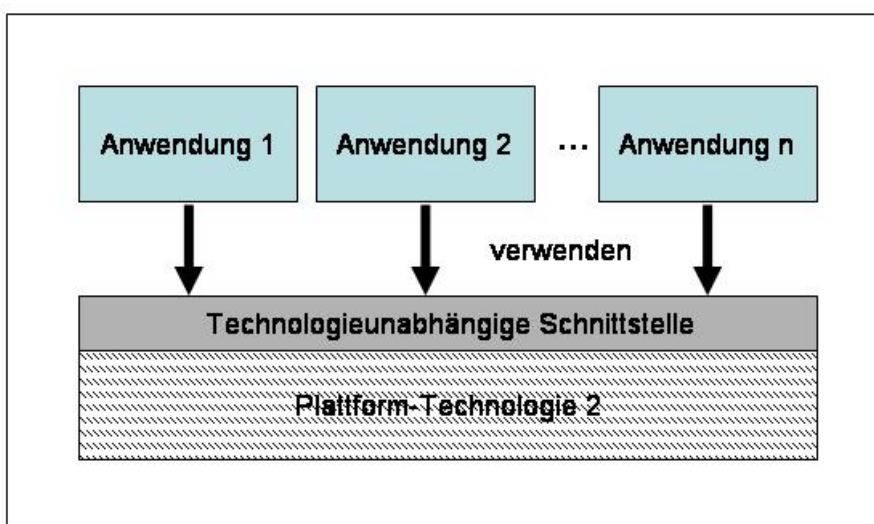 Anwendung 1
Anwendung 2
...
Anwendung n
verwenden
Technologieunabhängige Schnittstelle
Plattform-Technologie 2